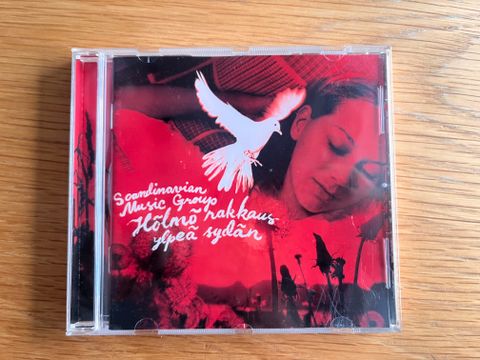 Scandinavian
Music Group
Hölmö rakkaus
ylpeä sydän